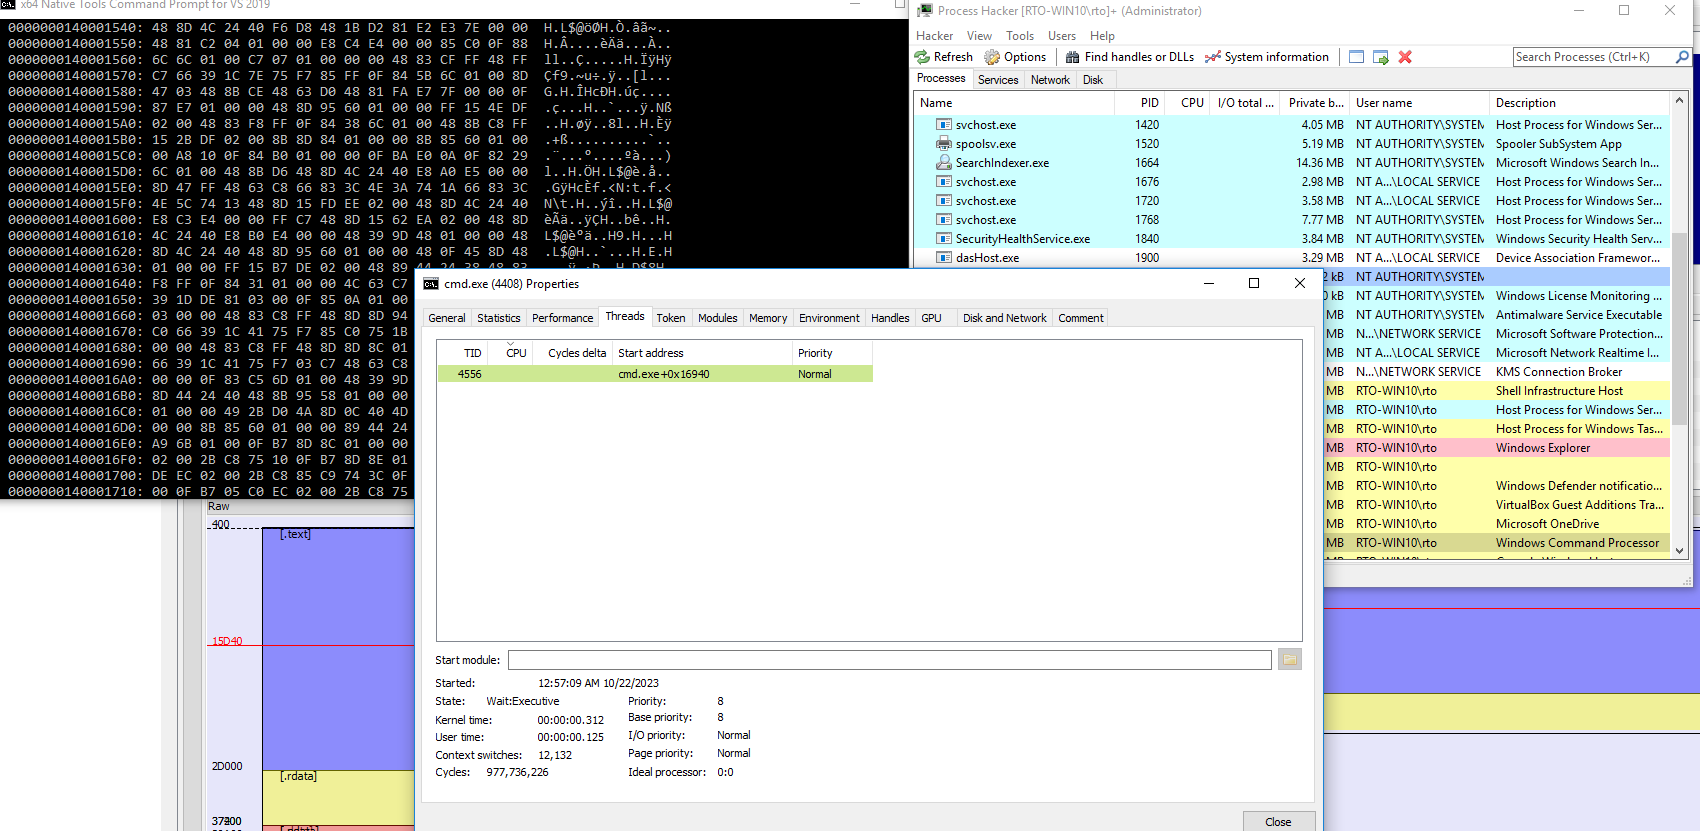 x64 Native Tools Command Prompt for VS 2019
0000000140001540: 48 8D 4C 24 40 F6 D8 48 1B D2 81 E2 E3 7E 00 00 H.L$@öØH.Ò.âã~..
0000000140001550: 48 81 C2 04 01 00 00 E8 C4 E4 00 00 85 C0 0F 88 H.Â....èÄä...À..
0000000140001560: 6C 6C 01 00 C7 07 01 00 00 00 48 83 CF FF 48 FF ll..Ç.....H.ÏÿHÿ
0000000140001570: C7 66 39 1C 7E 75 F7 85 FF 0F 84 5B 6C 01 00 8D Çf9.~u÷.ÿ..[l...
0000000140001580: 47 03 48 8B CE 48 63 D0 48 81 FA E7 7F 00 00 0F G.H.ÎHcÐH.úç....
0000000140001590: 87 E7 01 00 00 48 8D 95 60 01 00 00 FF 15 4E DF .ç...H..`...ÿ.Nß
00000001400015A0: 02 00 48 83 F8 FF 0F 84 38 6C 01 00 48 8B C8 FF ..H.øÿ..8l..H.Èÿ
00000001400015B0: 15 2B DF 02 00 8B 8D 84 01 00 00 8B 85 60 01 00 .+ß..........`..
00000001400015C0: 00 A8 10 0F 84 B0 01 00 00 0F BA E0 0A 0F 82 29 .¨...°....ºà...)
00000001400015D0: 6C 01 00 48 8B D6 48 8D 4C 24 40 E8 A0 E5 00 00 l..H.ÖH.L$@è.å..
00000001400015E0: 8D 47 FF 48 63 C8 66 83 3C 4E 3A 74 1A 66 83 3C .GÿHcÈf.<N:t.f.<
00000001400015F0: 4E 5C 74 13 48 8D 15 FD EE 02 00 48 8D 4C 24 40 N\t.H..ýî..H.L$@
0000000140001600: E8 C3 E4 00 00 FF C7 48 8D 15 62 EA 02 00 48 8D èÃä..ÿÇH..bê..H.
0000000140001610: 4C 24 40 E8 B0 E4 00 00 48 39 9D 48 01 00 00 48 L$@è°ä..H9.H...H
0000000140001620: 8D 4C 24 40 48 8D 95 60 01 00 00 48 0F 45 8D 48 .L$@H..`...H.E.H
0000000140001630: 01 00 00 FF 15 B7 DE 02 00 48 89 44 24 38 48 83
0000000140001640: F8 FF 0F 84 31 01 00 00 4C 63 C7
0000000140001650: 39 1D DE 81 03 00 0F 85 0A 01 00
0000000140001660: 03 00 00 48 83 C8 FF 48 8D 8D 94
0000000140001670: C0 66 39 1C 41 75 F7 85 C0 75 1B
0000000140001680: 00 00 48 83 C8 FF 48 8D 8D 8C 01
0000000140001690: 66 39 1C 41 75 F7 03 C7 48 63 C8
00000001400016A0: 00 00 0F 83 C5 6D 01 00 48 39 9D
00000001400016B0: 8D 44 24 40 48 8B 95 58 01 00 00
00000001400016C0: 01 00 00 49 2B D0 4A 8D 0C 40 4D
00000001400016D0: 00 00 8B 85 60 01 00 00 89 44 24
00000001400016E0: A9 6B 01 00 0F B7 8D 8C 01 00 00
00000001400016F0: 02 00 2B C8 75 10 0F B7 8D 8E 01
0000000140001700: DE EC 02 00 2B C8 85 C9 74 3C 0F
0000000140001710: 00 0F B7 05 C0 EC 02 00 2B C8 75
Raw
400
[.text]
15D40
2D000
[.rdata]
Process Hacker [RTO-WIN10\rto]+ (Administrator)
Hacker View Tools Users Help
Refresh Options Find handles or DLLs System information Search Processes (Ctrl+K)
Processes Services Network Disk
Name PID CPU I/O total ... Private b... User name Description
svchost.exe 1420 4.05 MB NT AUTHORITY\SYSTEM Host Process for Windows Ser...
spoolsv.exe 1520 5.19 MB NT AUTHORITY\SYSTEM Spooler SubSystem App
SearchIndexer.exe 1664 14.36 MB NT AUTHORITY\SYSTEM Microsoft Windows Search In...
svchost.exe 1676 2.98 MB NT A...\LOCAL SERVICE Host Process for Windows Ser...
svchost.exe 1720 3.58 MB NT A...\LOCAL SERVICE Host Process for Windows Ser...
svchost.exe 1768 7.77 MB NT AUTHORITY\SYSTEM Host Process for Windows Ser...
SecurityHealthService.exe 1840 3.84 MB NT AUTHORITY\SYSTEM Windows Security Health Serv...
dasHost.exe 1900 3.29 MB NT A...\LOCAL SERVICE Device Association Framewor...
2 kB NT AUTHORITY\SYSTEM
0 kB NT AUTHORITY\SYSTEM Windows License Monitoring ...
MB NT AUTHORITY\SYSTEM Antimalware Service Executable
MB N...\NETWORK SERVICE Microsoft Software Protection...
MB NT A...\LOCAL SERVICE Microsoft Network Realtime I...
MB N...\NETWORK SERVICE KMS Connection Broker
MB RTO-WIN10\rto Shell Infrastructure Host
MB RTO-WIN10\rto Host Process for Windows Ser...
MB RTO-WIN10\rto Host Process for Windows Tas...
MB RTO-WIN10\rto Windows Explorer
MB RTO-WIN10\rto
MB RTO-WIN10\rto Windows Defender notificatio...
MB RTO-WIN10\rto VirtualBox Guest Additions Tra...
MB RTO-WIN10\rto Microsoft OneDrive
MB RTO-WIN10\rto Windows Command Processor
cmd.exe (4408) Properties
General Statistics Performance Threads Token Modules Memory Environment Handles GPU Disk and Network Comment
TID CPU Cycles delta Start address Priority
4556 cmd.exe+0x16940 Normal
Start module:
Started: 12:57:09 AM 10/22/2023
State: Wait:Executive Priority: 8
Kernel time: 00:00:00.312 Base priority: 8
User time: 00:00:00.125 I/O priority: Normal
Context switches: 12,132 Page priority: Normal
Cycles: 977,736,226 Ideal processor: 0:0
Close